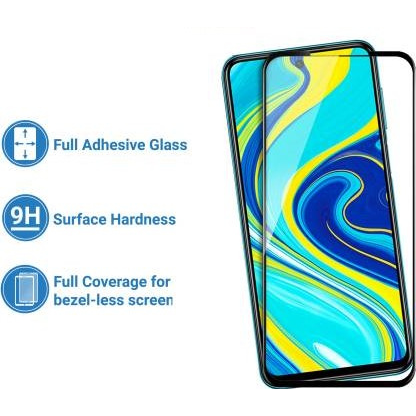 Full Adhesive Glass
9H
Surface Hardness
Full Coverage for
bezel-less screen